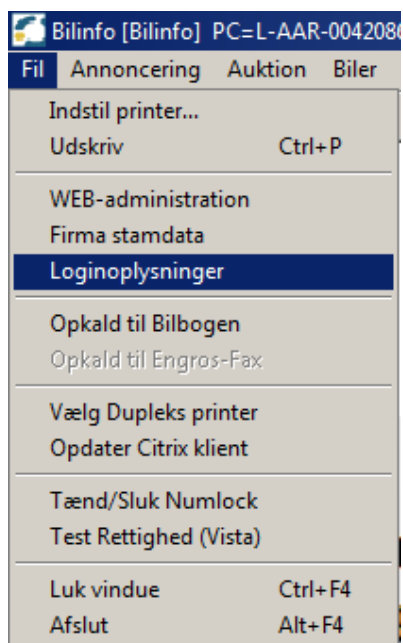 Bilinfo [Bilinfo] PC=L-AAR-0042086
Fil Annoncering Auktion Biler
Indstil printer...
Udskriv Ctrl+P
WEB-administration
Firma stamdata
Loginoplysninger
Opkald til Bilbogen
Opkald til Engros-Fax
Vælg Dupleks printer
Opdater Citrix klient
Tænd/Sluk Numlock
Test Rettighed (Vista)
Luk vindue Ctrl+F4
Afslut Alt+F4